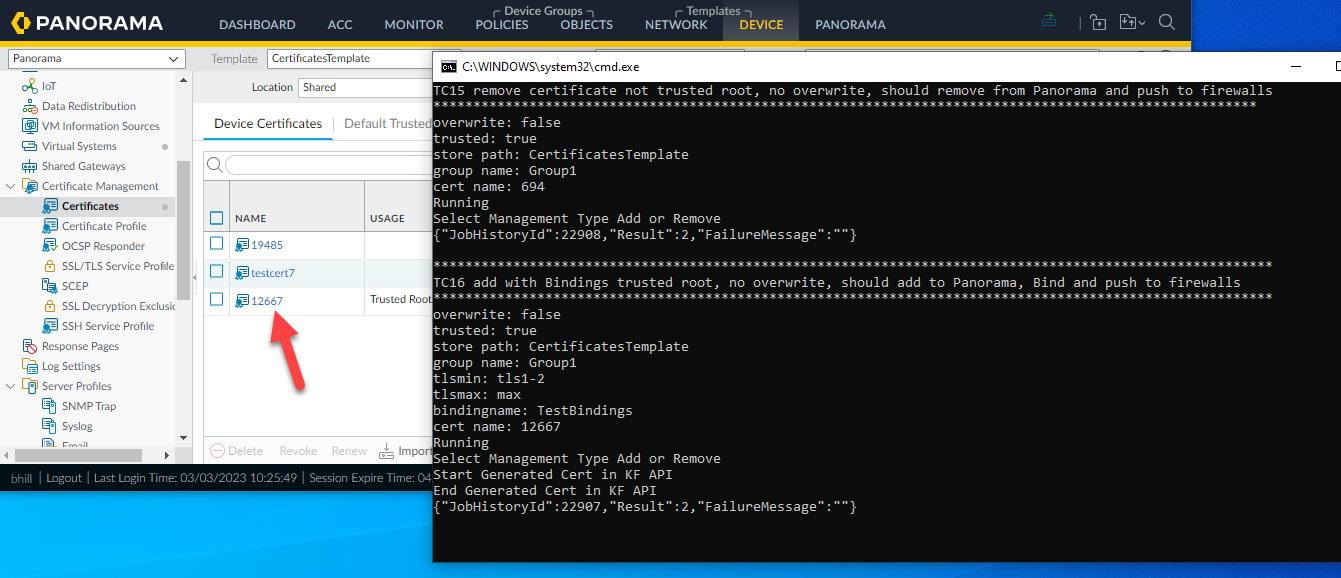 PANORAMA
DASHBOARD ACC MONITOR POLICIES OBJECTS NETWORK DEVICE PANORAMA
Device Groups
Templates
Panorama
Template CertificatesTemplate
Location Shared
IoT
Data Redistribution
VM Information Sources
Virtual Systems
Shared Gateways
Certificate Management
Certificates
Certificate Profile
OCSP Responder
SSL/TLS Service Profile
SCEP
SSL Decryption Exclusio
SSH Service Profile
Response Pages
Log Settings
Server Profiles
SNMP Trap
Syslog
Email
Device Certificates Default Trusted
NAME USAGE
19485
testcert7
12667 Trusted Root
Delete Revoke Renew Import
bhill | Logout | Last Login Time: 03/03/2023 10:25:49 | Session Expire Time: 04
C:\WINDOWS\system32\cmd.exe
TC15 remove certificate not trusted root, no overwrite, should remove from Panorama and push to firewalls
*******************************************************************************************************
overwrite: false
trusted: true
store path: CertificatesTemplate
group name: Group1
cert name: 694
Running
Select Management Type Add or Remove
{"JobHistoryId":22908,"Result":2,"FailureMessage":""}
*********************************************************************************************************
TC16 add with Bindings trusted root, no overwrite, should add to Panorama, Bind and push to firewalls
*********************************************************************************************************
overwrite: false
trusted: true
store path: CertificatesTemplate
group name: Group1
tlsmin: tls1-2
tlsmax: max
bindingname: TestBindings
cert name: 12667
Running
Select Management Type Add or Remove
Start Generated Cert in KF API
End Generated Cert in KF API
{"JobHistoryId":22907,"Result":2,"FailureMessage":""}